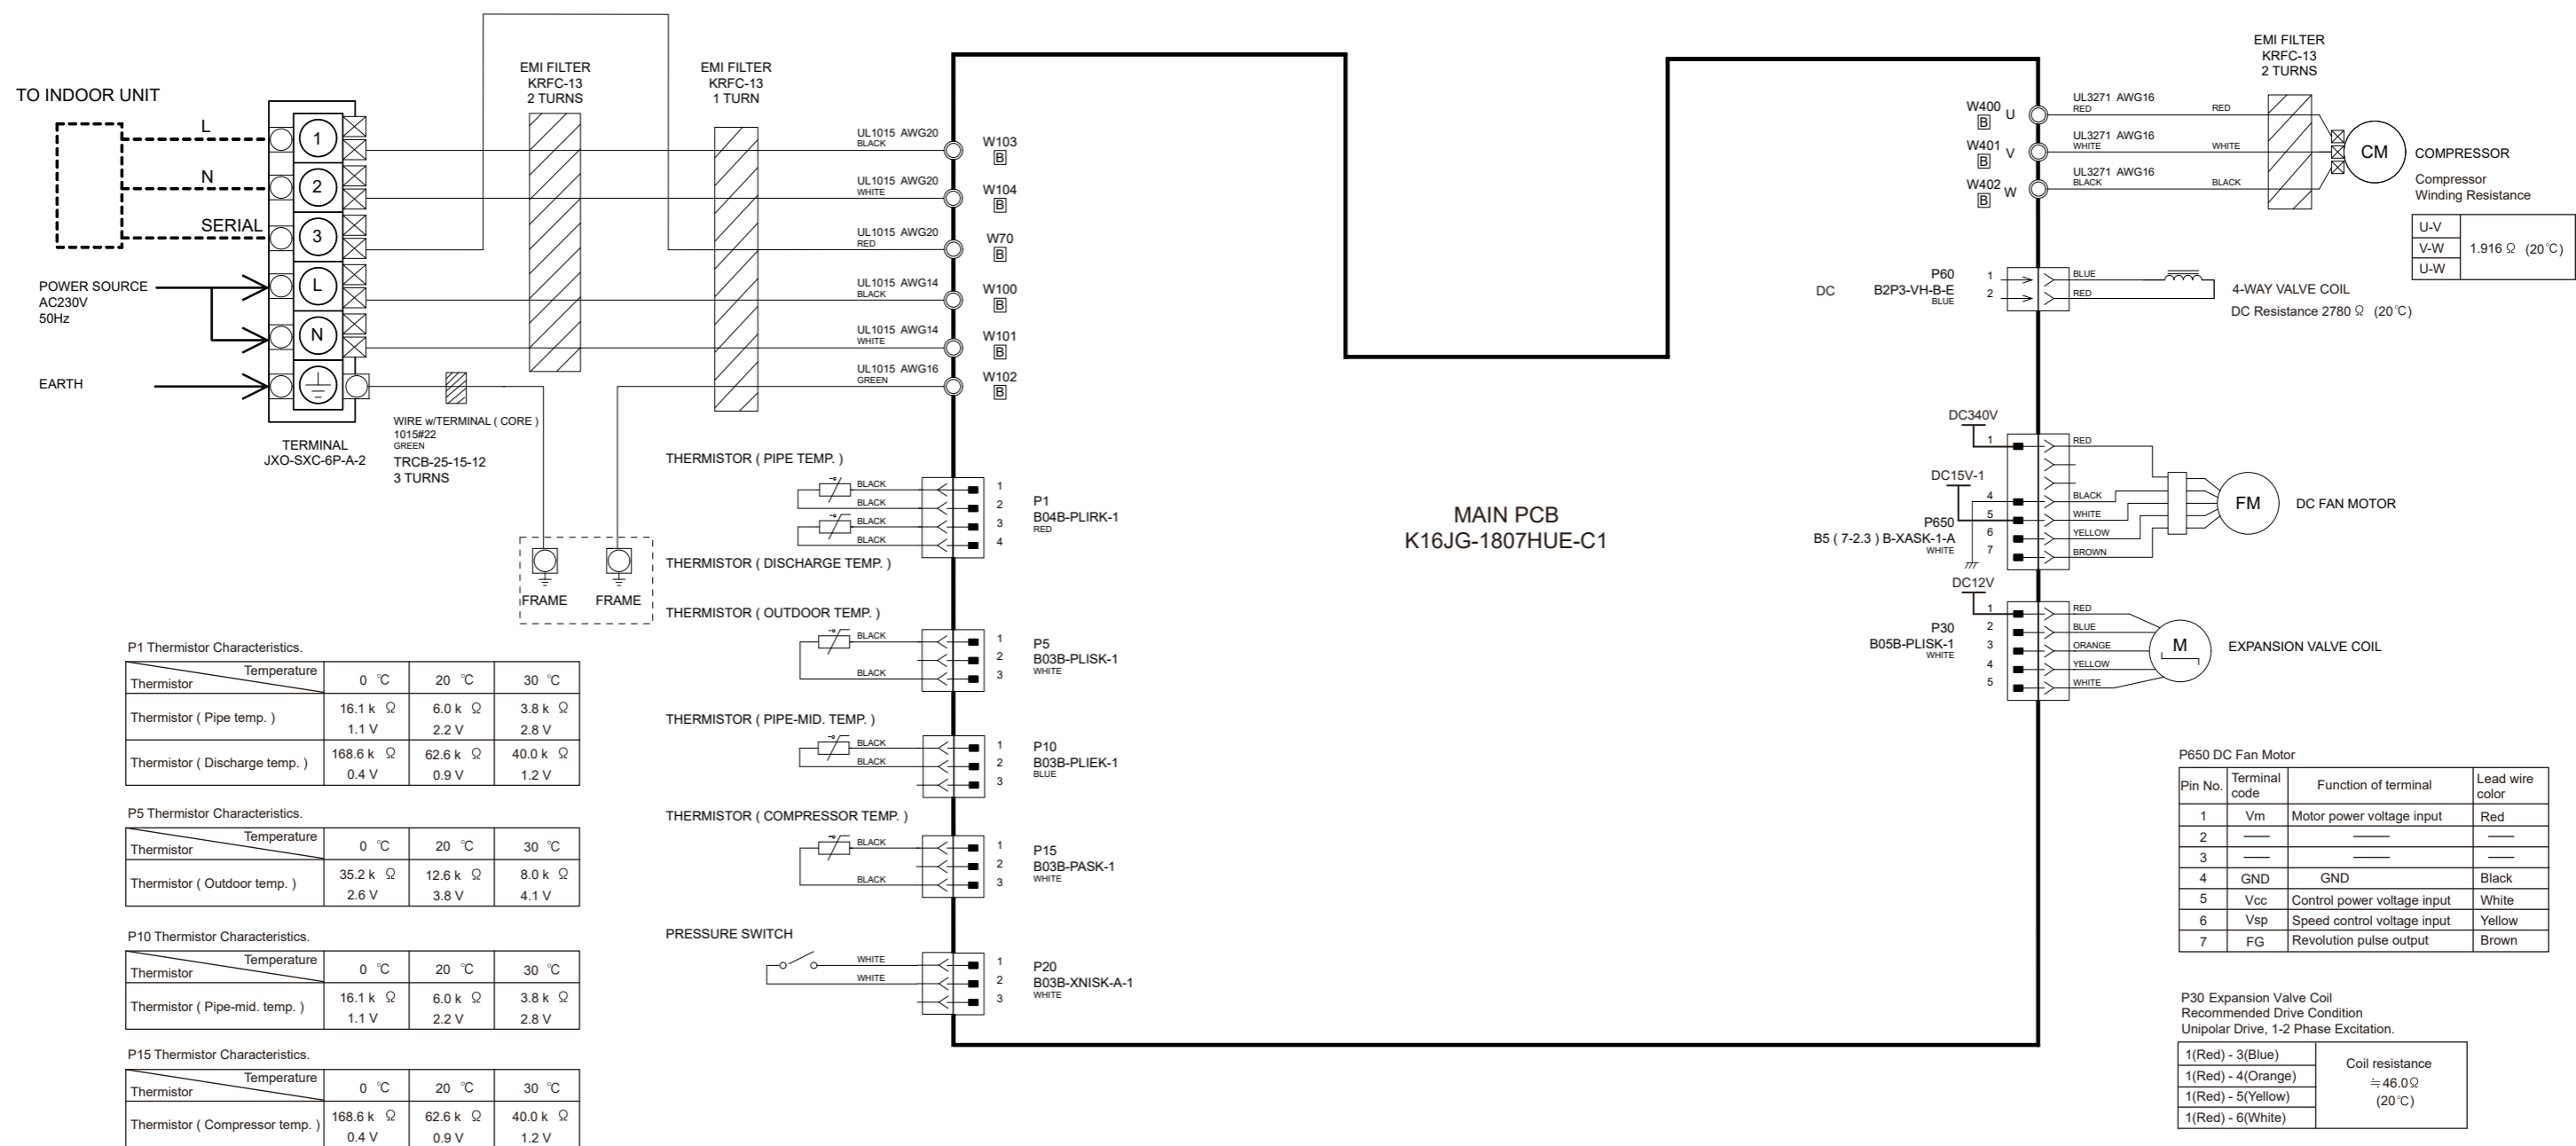 TO INDOOR UNIT
L
N
SERIAL
POWER SOURCE
AC230V
50Hz
EARTH
1
2
3
L
N
TERMINAL
JXO-SXC-6P-A-2
WIRE w/TERMINAL ( CORE )
1015#22
GREEN
TRCB-25-15-12
3 TURNS
EMI FILTER
KRFC-13
2 TURNS
EMI FILTER
KRFC-13
1 TURN
FRAME
FRAME
UL1015 AWG20
BLACK
W103
B
UL1015 AWG20
WHITE
W104
B
UL1015 AWG20
RED
W70
B
UL1015 AWG14
BLACK
W100
B
UL1015 AWG14
WHITE
W101
B
UL1015 AWG16
GREEN
W102
B
THERMISTOR ( PIPE TEMP. )
BLACK
BLACK
BLACK
BLACK
1
2
3
4
P1
B04B-PLIRK-1
RED
THERMISTOR ( DISCHARGE TEMP. )
THERMISTOR ( OUTDOOR TEMP. )
BLACK
BLACK
1
2
3
P5
B03B-PLISK-1
WHITE
THERMISTOR ( PIPE-MID. TEMP. )
BLACK
BLACK
1
2
3
P10
B03B-PLIEK-1
BLUE
THERMISTOR ( COMPRESSOR TEMP. )
BLACK
BLACK
1
2
3
P15
B03B-PASK-1
WHITE
PRESSURE SWITCH
WHITE
WHITE
1
2
3
P20
B03B-XNISK-A-1
WHITE
MAIN PCB
K16JG-1807HUE-C1
EMI FILTER
KRFC-13
2 TURNS
W400
B
U
UL3271 AWG16
RED
RED
W401
B
V
UL3271 AWG16
WHITE
WHITE
W402
B
W
UL3271 AWG16
BLACK
BLACK
CM
COMPRESSOR
Compressor
Winding Resistance
U-V
V-W
U-W
1.916 Ω (20℃)
DC
P60
B2P3-VH-B-E
BLUE
1
2
BLUE
RED
4-WAY VALVE COIL
DC Resistance 2780 Ω (20℃)
DC340V
DC15V-1
1
4
5
6
7
P650
B5 ( 7-2.3 ) B-XASK-1-A
WHITE
RED
BLACK
WHITE
YELLOW
BROWN
FM
DC FAN MOTOR
DC12V
1
2
3
4
5
P30
B05B-PLISK-1
WHITE
RED
BLUE
ORANGE
YELLOW
WHITE
M
EXPANSION VALVE COIL
P1 Thermistor Characteristics.
Temperature
Thermistor
0 ℃ 20 ℃ 30 ℃
Thermistor ( Pipe temp. )
16.1 k Ω 6.0 k Ω 3.8 k Ω
1.1 V 2.2 V 2.8 V
Thermistor ( Discharge temp. )
168.6 k Ω 62.6 k Ω 40.0 k Ω
0.4 V 0.9 V 1.2 V
P5 Thermistor Characteristics.
Temperature
Thermistor
0 ℃ 20 ℃ 30 ℃
Thermistor ( Outdoor temp. )
35.2 k Ω 12.6 k Ω 8.0 k Ω
2.6 V 3.8 V 4.1 V
P10 Thermistor Characteristics.
Temperature
Thermistor
0 ℃ 20 ℃ 30 ℃
Thermistor ( Pipe-mid. temp. )
16.1 k Ω 6.0 k Ω 3.8 k Ω
1.1 V 2.2 V 2.8 V
P15 Thermistor Characteristics.
Temperature
Thermistor
0 ℃ 20 ℃ 30 ℃
Thermistor ( Compressor temp. )
168.6 k Ω 62.6 k Ω 40.0 k Ω
0.4 V 0.9 V 1.2 V
P650 DC Fan Motor
Pin No. Terminal code Function of terminal Lead wire color
1 Vm Motor power voltage input Red
2 — — —
3 — — —
4 GND GND Black
5 Vcc Control power voltage input White
6 Vsp Speed control voltage input Yellow
7 FG Revolution pulse output Brown
P30 Expansion Valve Coil
Recommended Drive Condition
Unipolar Drive, 1-2 Phase Excitation.
1(Red) - 3(Blue)
1(Red) - 4(Orange)
1(Red) - 5(Yellow)
1(Red) - 6(White)
Coil resistance
≒46.0Ω
(20℃)